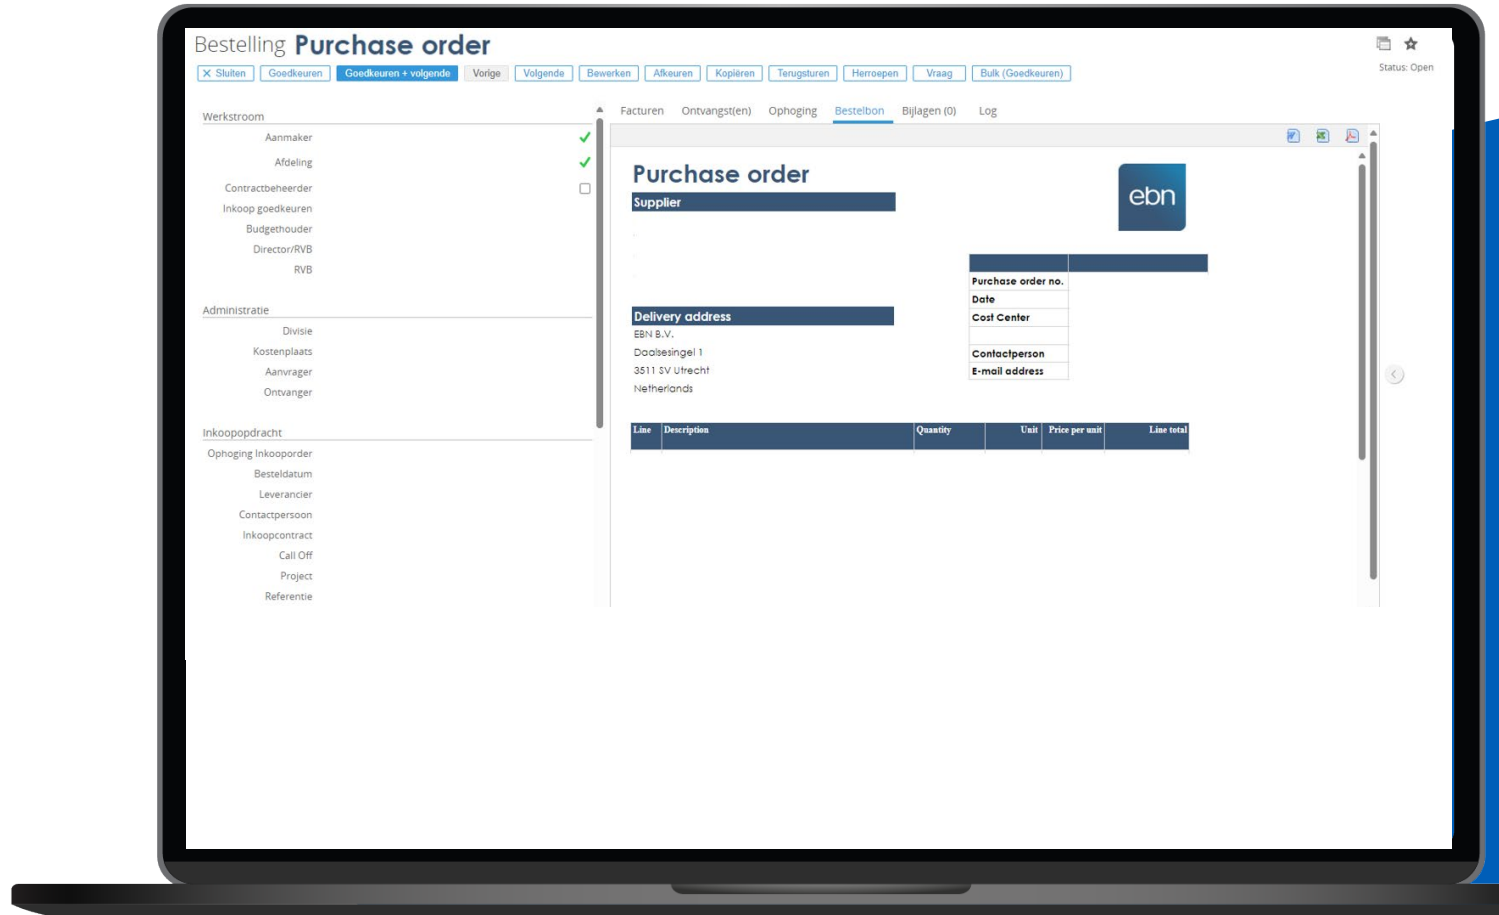 Bestelling Purchase order
Status: Open
X Sluiten Goedkeuren Goedkeuren + volgende Vorige Volgende Bewerken Afkeuren Kopiëren Terugsturen Herroepen Vraag Bulk (Goedkeuren)
Werkstroom
Aanmaker
Afdeling
Contractbeheerder
Inkoop goedkeuren
Budgethouder
Director/RVB
RVB
Administratie
Divisie
Kostenplaats
Aanvrager
Ontvanger
Inkoopopdracht
Ophoging Inkooporder
Besteldatum
Leverancier
Contactpersoon
Inkoopcontract
Call Off
Project
Referentie
Facturen Ontvangst(en) Ophoging Bestelbon Bijlagen (0) Log
Purchase order
ebn
Supplier
Purchase order no.
Date
Cost Center
Contactperson
E-mail address
Delivery address
EBN B.V.
Daalsesingel 1
3511 SV Utrecht
Netherlands
Line Description Quantity Unit Price per unit Line total